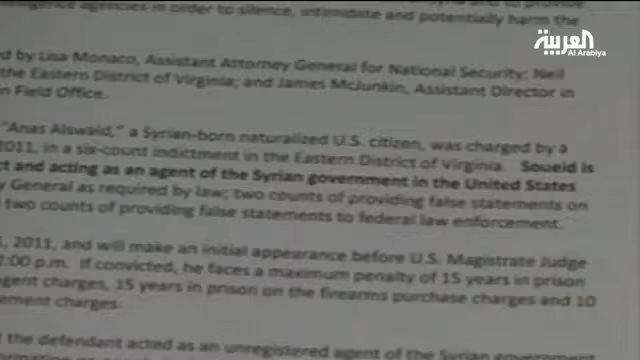 elligence agencies in order to silence, intimidate and potentially harm the
العربية
Al Arabiya
ed by Lisa Monaco, Assistant Attorney General for National Security; Neil
the Eastern District of Virginia; and James McJunkin, Assistant Director in
n Field Office.
"Anas Alswaid," a Syrian-born naturalized U.S. citizen, was charged by a
2011, in a six-count indictment in the Eastern District of Virginia. Soueid is
ct and acting as an agent of the Syrian government in the United States
y General as required by law; two counts of providing false statements on
d two counts of providing false statements to federal law enforcement.
1, 2011, and will make an initial appearance before U.S. Magistrate Judge
2:00 p.m. If convicted, he faces a maximum penalty of 15 years in prison
agent charges, 15 years in prison on the firearms purchase charges and 10
ement charges.
the defendant acted as an unregistered agent of the Syrian